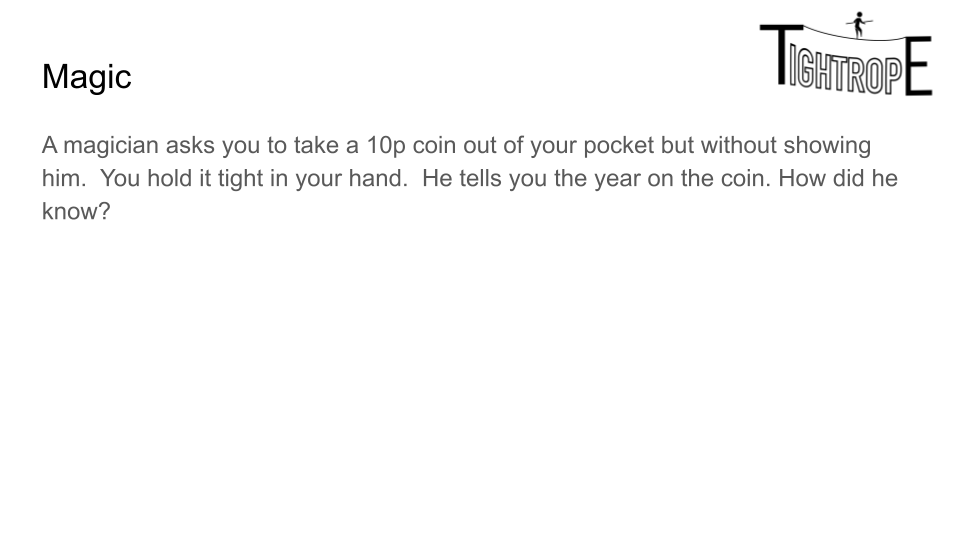 TIGHTROPE
Magic
A magician asks you to take a 10p coin out of your pocket but without showing
him.  You hold it tight in your hand.  He tells you the year on the coin. How did he
know?